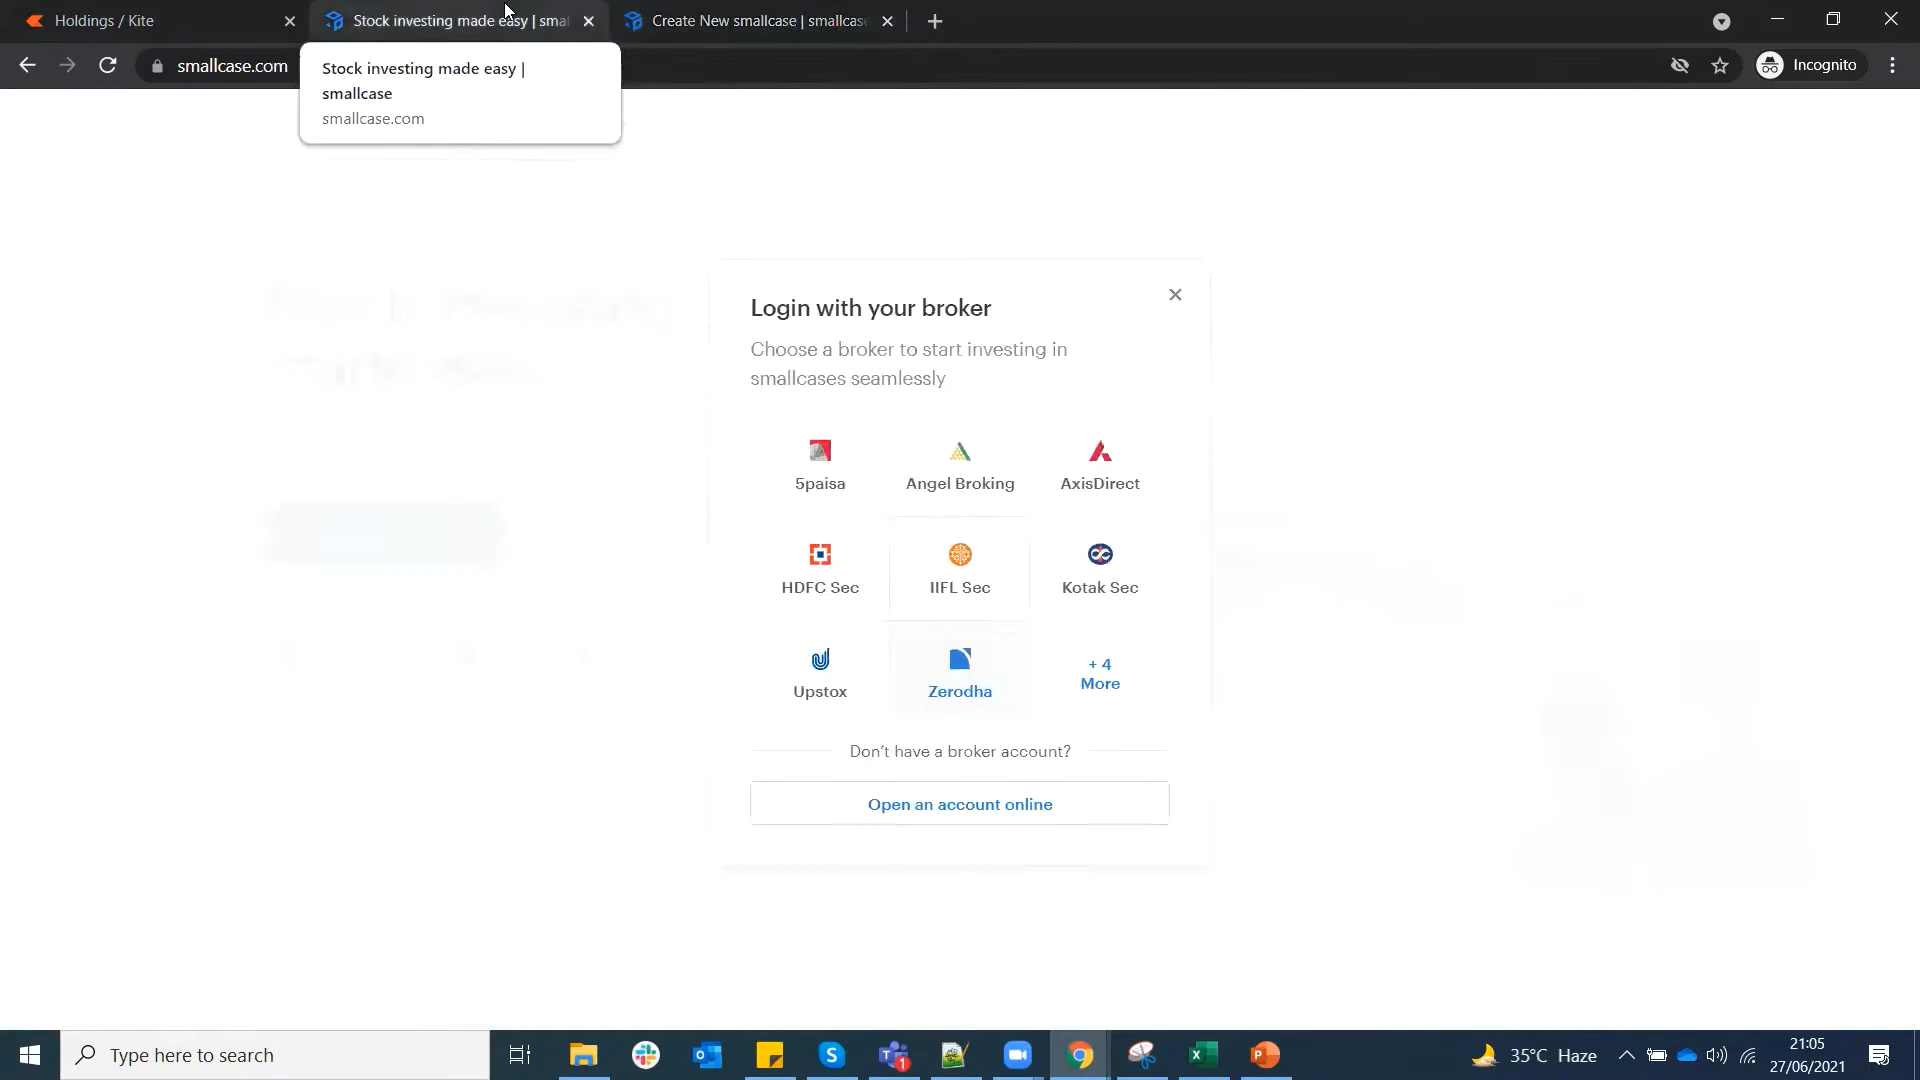 Holdings / Kite
Stock investing made easy | smal
Create New smallcase | smallcase
smallcase.com
Incognito
Stock investing made easy |
smallcase
smallcase.com
Login with your broker
Choose a broker to start investing in
smallcases seamlessly
5paisa
Angel Broking
AxisDirect
HDFC Sec
IIFL Sec
Kotak Sec
Upstox
Zerodha
+ 4
More
Don't have a broker account?
Open an account online
Type here to search
1
35°C Haze
21:05
27/06/2021